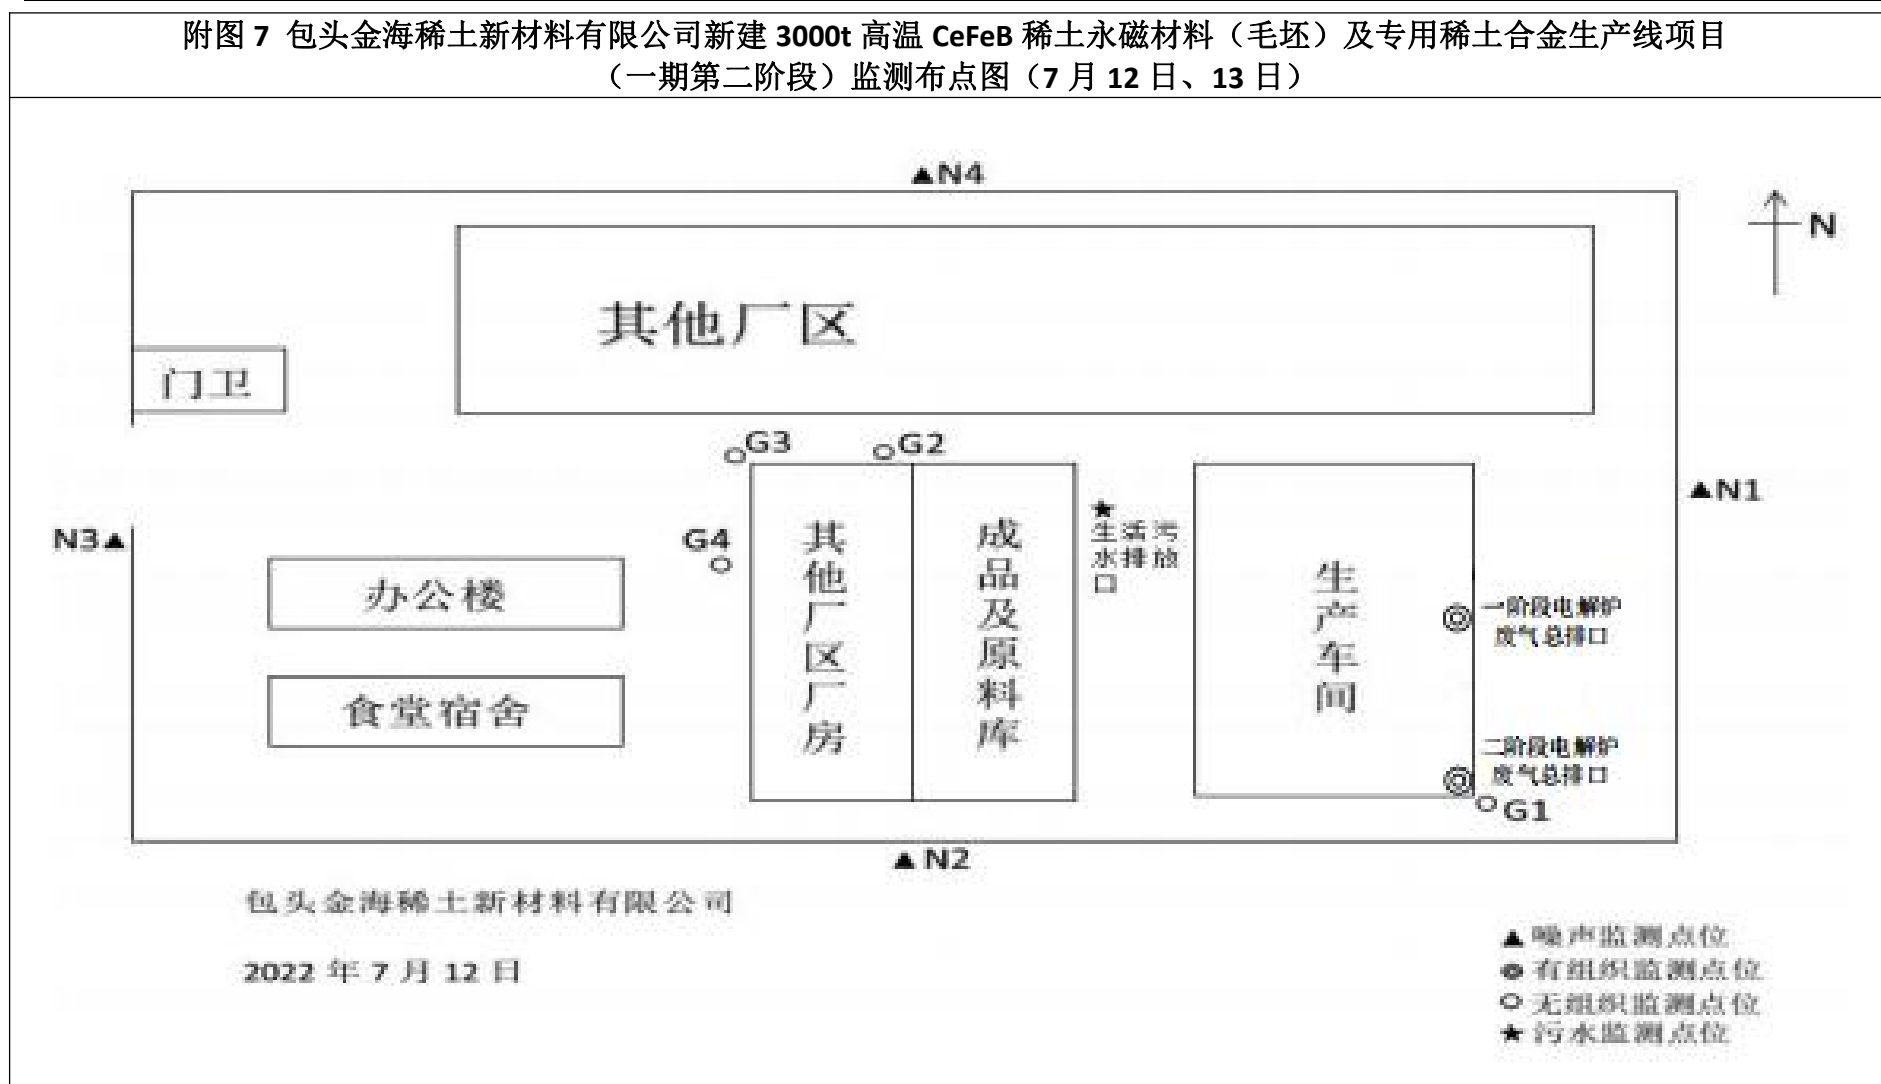 附图 7 包头金海稀土新材料有限公司新建 3000t 高温 CeFeB 稀土永磁材料（毛坯）及专用稀土合金生产线项目
（一期第二阶段）监测布点图（7 月 12 日、13 日）
▲N4
N
其他厂区
门卫
G3
G2
▲N1
N3▲
G4
其他厂区厂房
成品及原料库
★
生活污
水排放
口
生产车间
办公楼
食堂宿舍
一阶段电解炉
废气总排口
二阶段电解炉
废气总排口
G1
▲N2
包头金海稀土新材料有限公司
2022 年 7 月 12 日
▲噪声监测点位
◎有组织监测点位
○无组织监测点位
★污水监测点位